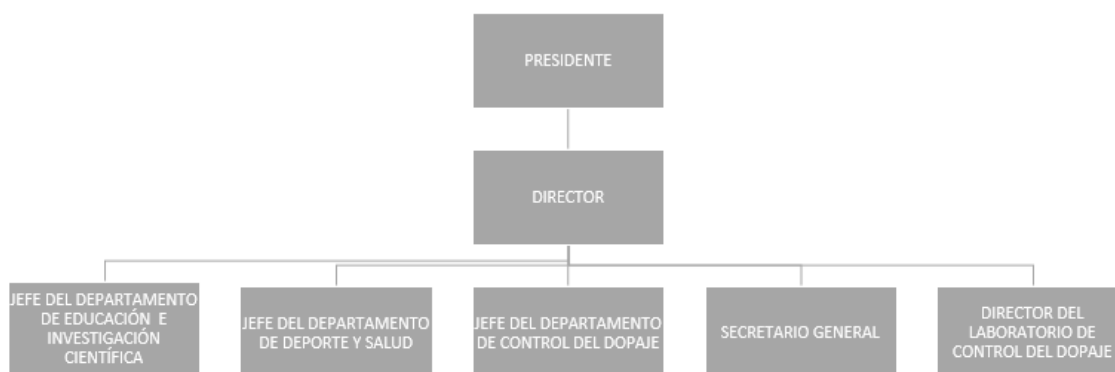 PRESIDENTE
DIRECTOR
JEFE DEL DEPARTAMENTO
DE EDUCACIÓN E
INVESTIGACIÓN
CIENTÍFICA
JEFE DEL DEPARTAMENTO
DE DEPORTE Y SALUD
JEFE DEL DEPARTAMENTO
DE CONTROL DEL DOPAJE
SECRETARIO GENERAL
DIRECTOR DEL
LABORATORIO DE
CONTROL DEL DOPAJE